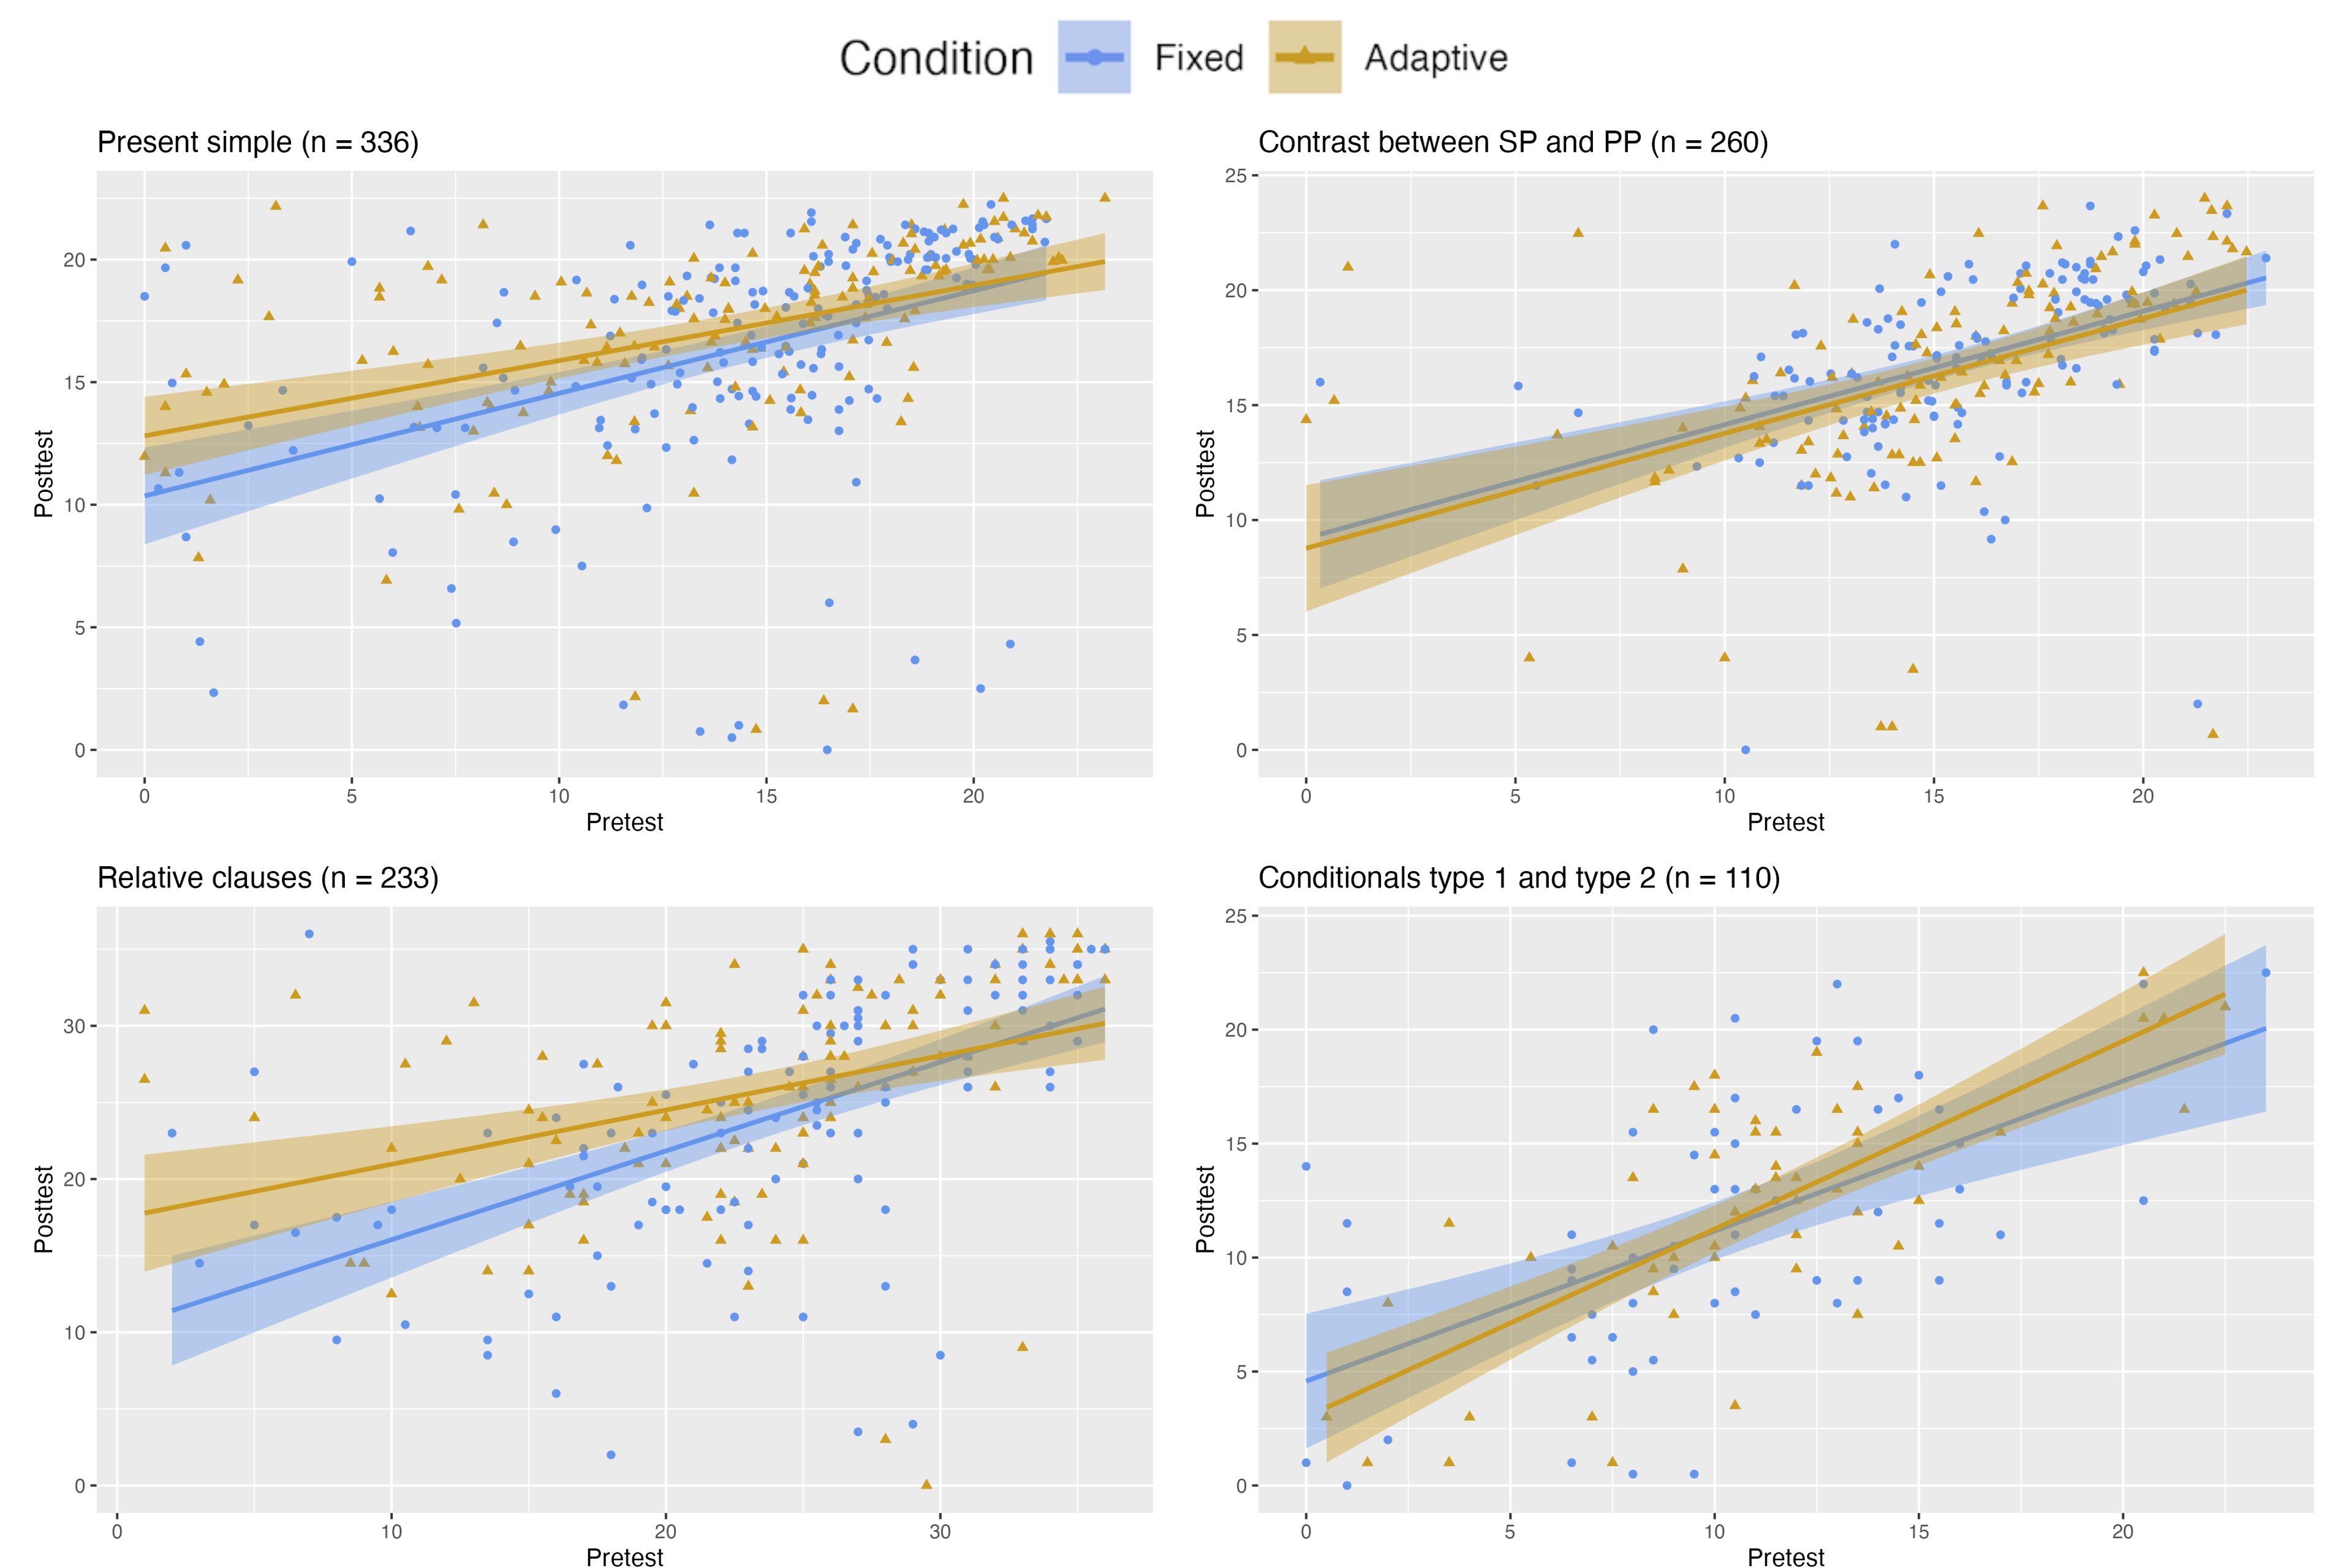 Condition Fixed Adaptive
Present simple (n = 336)
Posttest
20
15
10
5
0
0 5 10 15 20
Pretest
Contrast between SP and PP (n = 260)
Posttest
25
20
15
10
5
0
0 5 10 15 20
Pretest
Relative clauses (n = 233)
Posttest
30
20
10
0
0 10 20 30
Pretest
Conditionals type 1 and type 2 (n = 110)
Posttest
25
20
15
10
5
0
0 5 10 15 20
Pretest